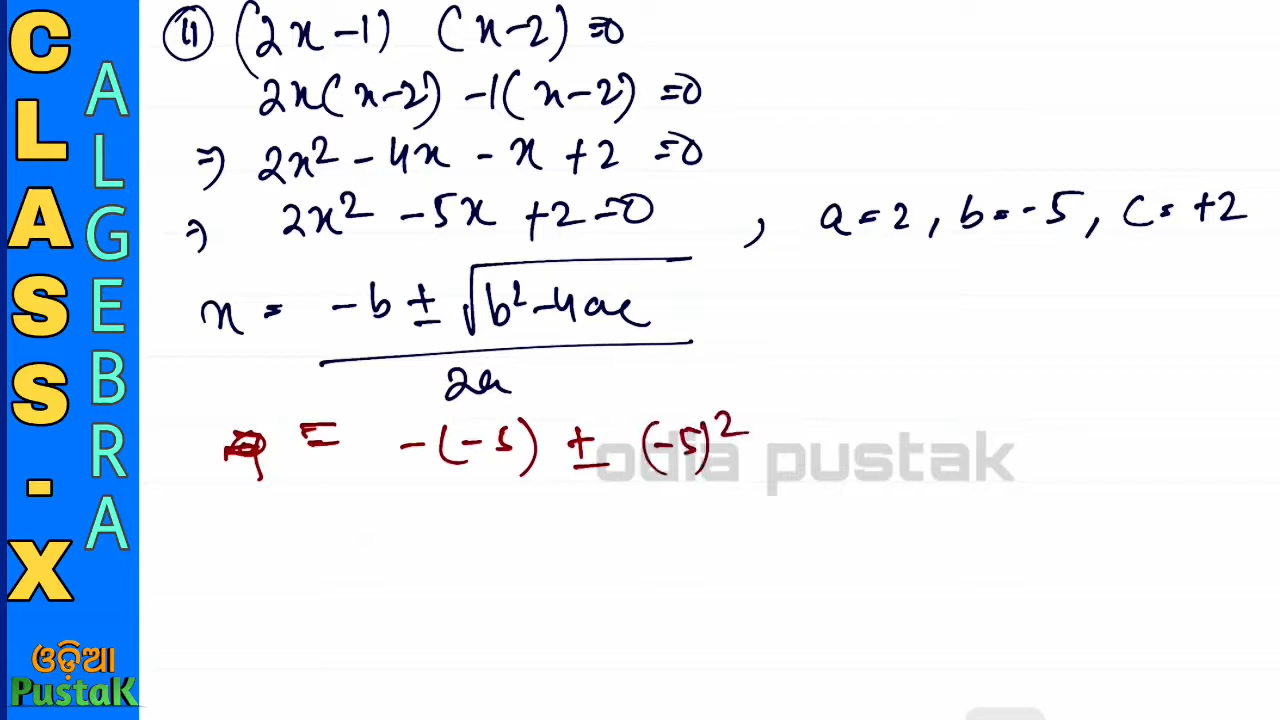 CLASS-X
ALGEBRA
ଓଡ଼ିଆ
PustaK
(ii) (2x-1) (x-2)=0
2x(x-2) -1(x-2) =0
⇒ 2x² - 4x - x +2 =0
⇒ 2x² -5x +2=0 , a=2, b=-5, c=+2
x = -b ± √b²-4ac
2a
= -(-5) ± (-5)²
odia pustak